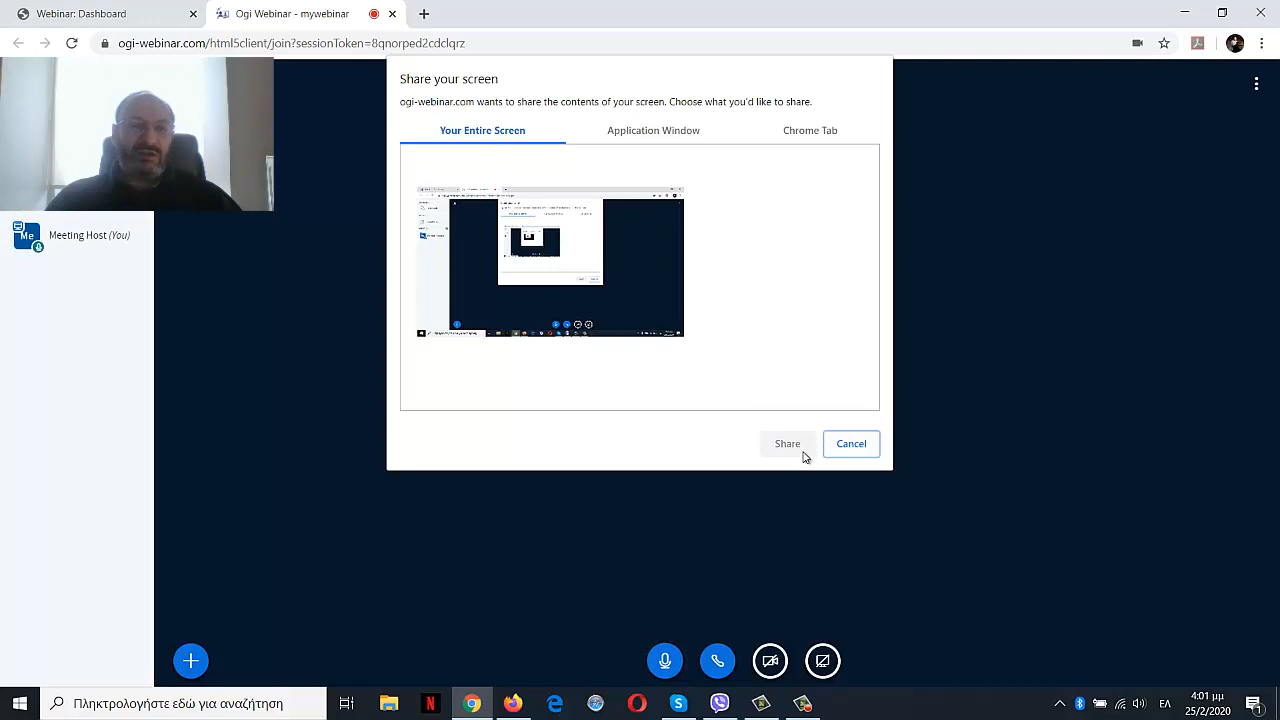 Webinar: Dashboard
Ogi Webinar - mywebinar
ogi-webinar.com/html5client/join?sessionToken=8qnorped2cdclqrz
Share your screen
ogi-webinar.com wants to share the contents of your screen. Choose what you'd like to share.
Your Entire Screen
Application Window
Chrome Tab
Me
Meeting Host (You)
Share
Cancel
Πληκτρολογήστε εδώ για αναζήτηση
N
ΕΛ
4:01 μμ
25/2/2020
1